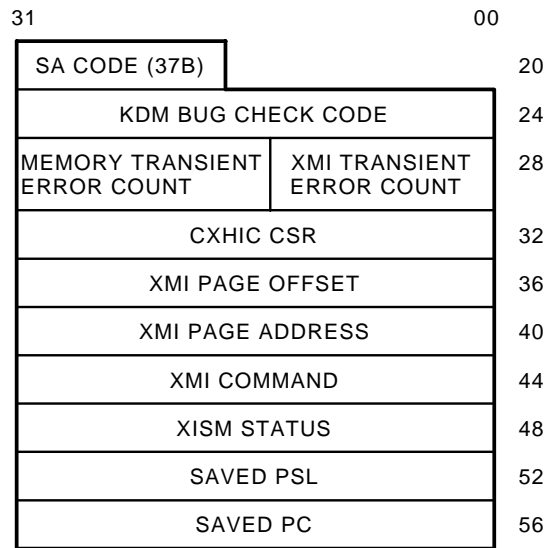 31 00
SA CODE (37B) 20
KDM BUG CHECK CODE 24
MEMORY TRANSIENT XMI TRANSIENT 28
ERROR COUNT ERROR COUNT
CXHIC CSR 32
XMI PAGE OFFSET 36
XMI PAGE ADDRESS 40
XMI COMMAND 44
XISM STATUS 48
SAVED PSL 52
SAVED PC 56